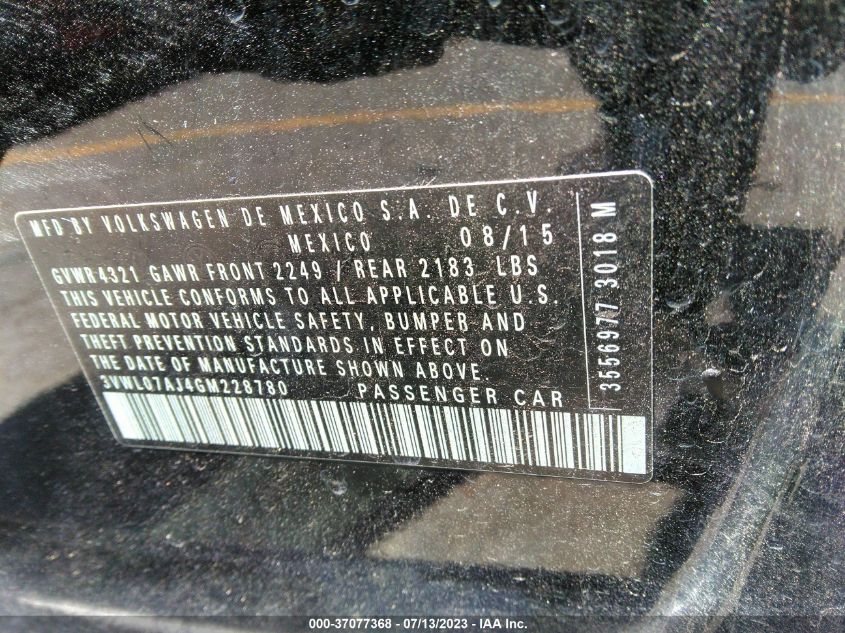 MFD BY VOLKSWAGEN DE MEXICO S.A. DE C.V.
MEXICO 08/15
GVWR 4321 GAWR FRONT 2249 / REAR 2183 LBS
THIS VEHICLE CONFORMS TO ALL APPLICABLE U.S.
FEDERAL MOTOR VEHICLE SAFETY, BUMPER AND
THEFT PREVENTION STANDARDS IN EFFECT ON
THE DATE OF MANUFACTURE SHOWN ABOVE.
3VWL07AJ4GM228780 PASSENGER CAR
3556977 3018 M
000-37077368 - 07/13/2023 - IAA Inc.